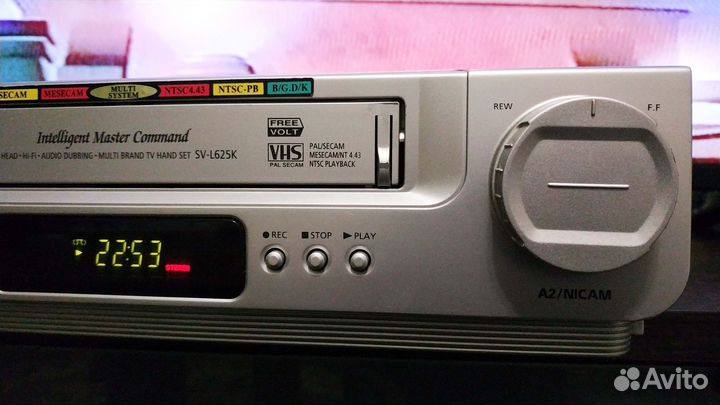 SECAM MESECAM MULTI SYSTEM NTSC4.43 NTSC-PB B/G.D/K
Intelligent Master Command
HEAD • Hi-Fi • AUDIO DUBBING • MULTI BRAND TV HAND SET SV-L625K
FREE VOLT
VHS
PAL SECAM
PAL/SECAM
MESECAM/NT 4.43
NTSC PLAYBACK
REW
F.F
22:53
STEREO
● REC ■ STOP ► PLAY
A2/NICAM
Avito